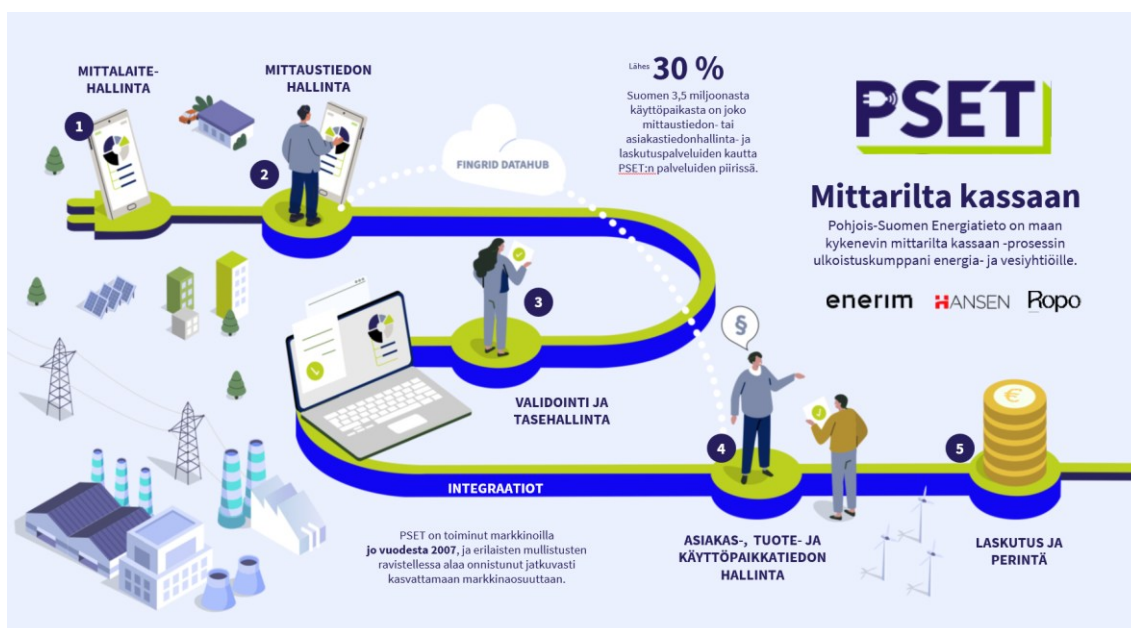 MITTALAITE-
HALLINTA
1
MITTAUSTIEDON
HALLINTA
2
FINGRID DATAHUB
Lähes 30 %
Suomen 3,5 miljoonasta
käyttöpaikasta on joko
mittaustiedon- tai
asiakastiedonhallinta- ja
laskutuspalveluiden kautta
PSET:n palveluiden piirissä.
PSET
Mittarilta kassaan
Pohjois-Suomen Energiatieto on maan
kykenevin mittarilta kassaan -prosessin
ulkoistuskumppani energia- ja vesiyhtiöille.
enerım HANSEN Ropo
3
VALIDOINTI JA
TASEHALLINTA
§
INTEGRAATIOT
4
ASIAKAS-, TUOTE- JA
KÄYTTÖPAIKKATIEDON
HALLINTA
€
5
LASKUTUS JA
PERINTÄ
PSET on toiminut markkinoilla
jo vuodesta 2007, ja erilaisten mullistusten
ravistellessa alaa onnistunut jatkuvasti
kasvattamaan markkinaosuuttaan.